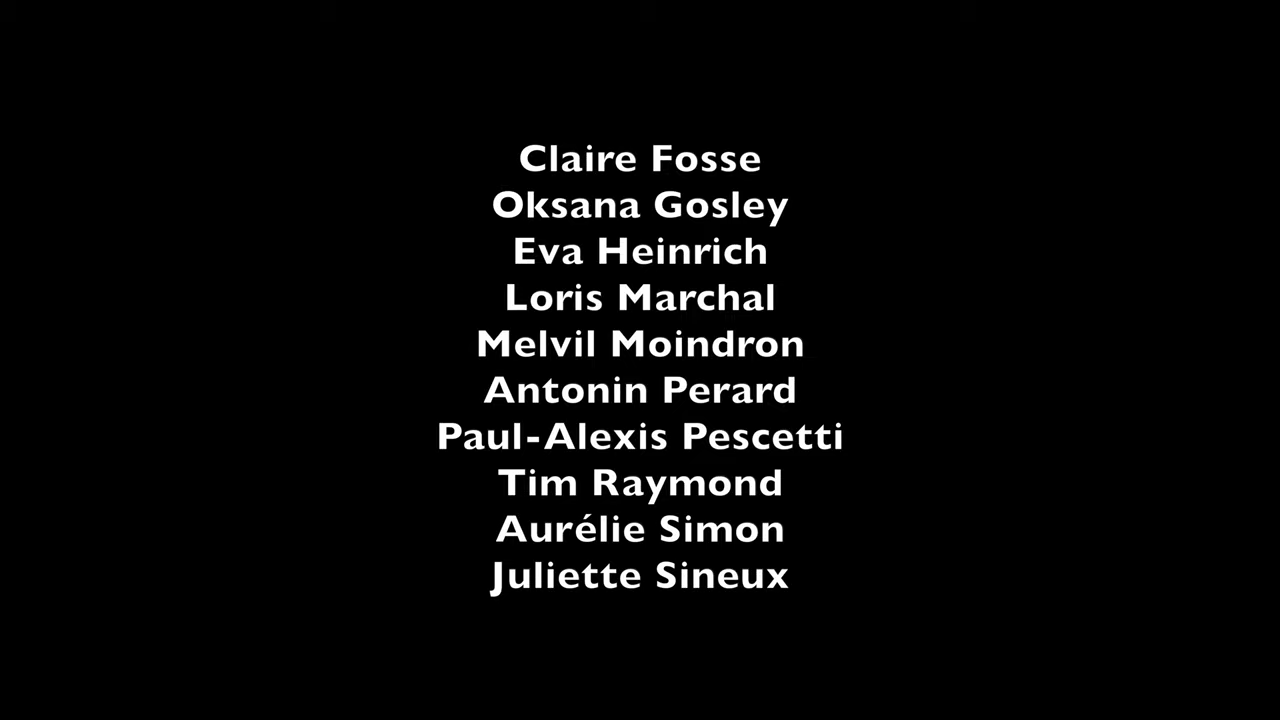 Claire Fosse
Oksana Gosley
Eva Heinrich
Loris Marchal
Melvil Moindron
Antonin Perard
Paul-Alexis Pescetti
Tim Raymond
Aurélie Simon
Juliette Sineux